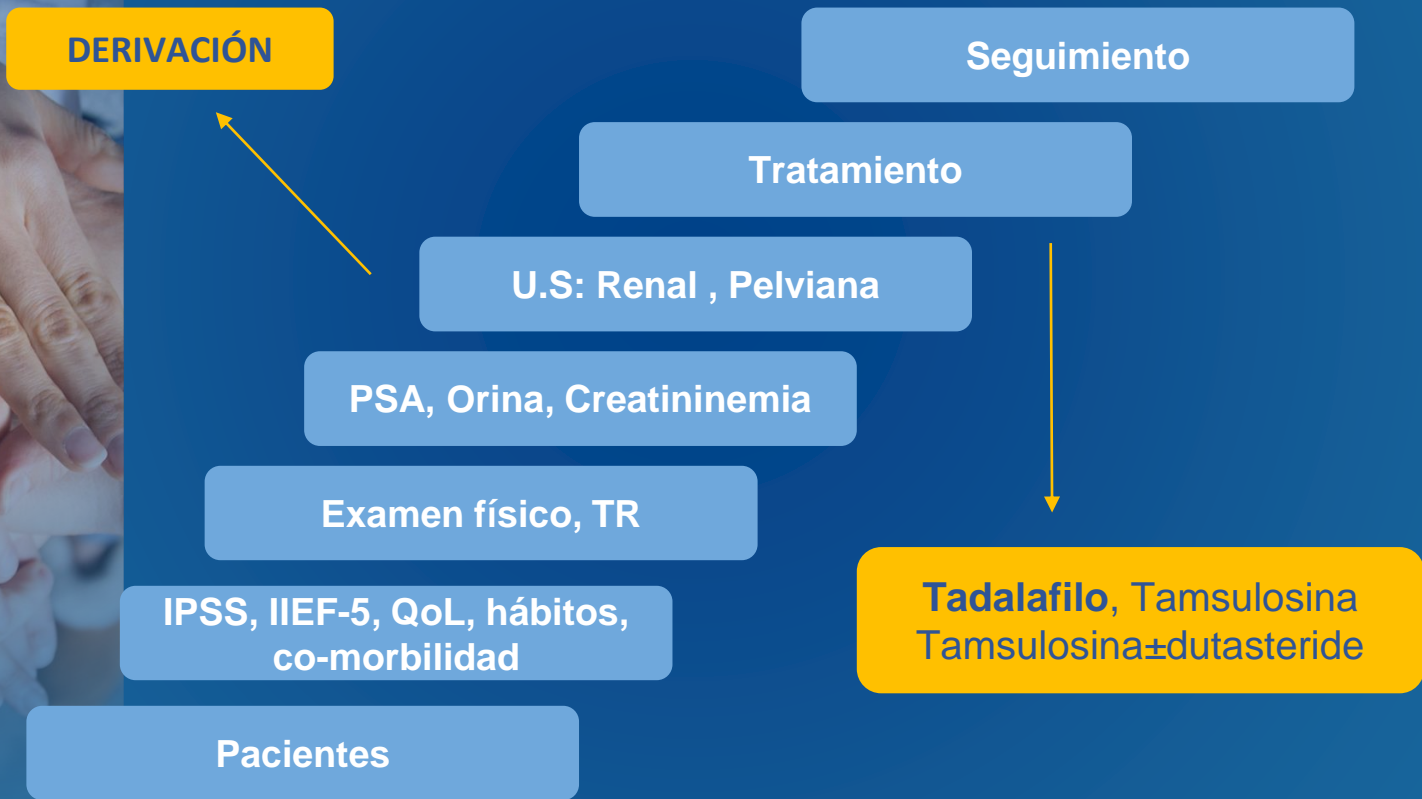 DERIVACIÓN
Seguimiento
Tratamiento
U.S: Renal , Pelviana
PSA, Orina, Creatininemia
Examen físico, TR
IPSS, IIEF-5, QoL, hábitos,
co-morbilidad
Pacientes
Tadalafilo, Tamsulosina
Tamsulosina±dutasteride